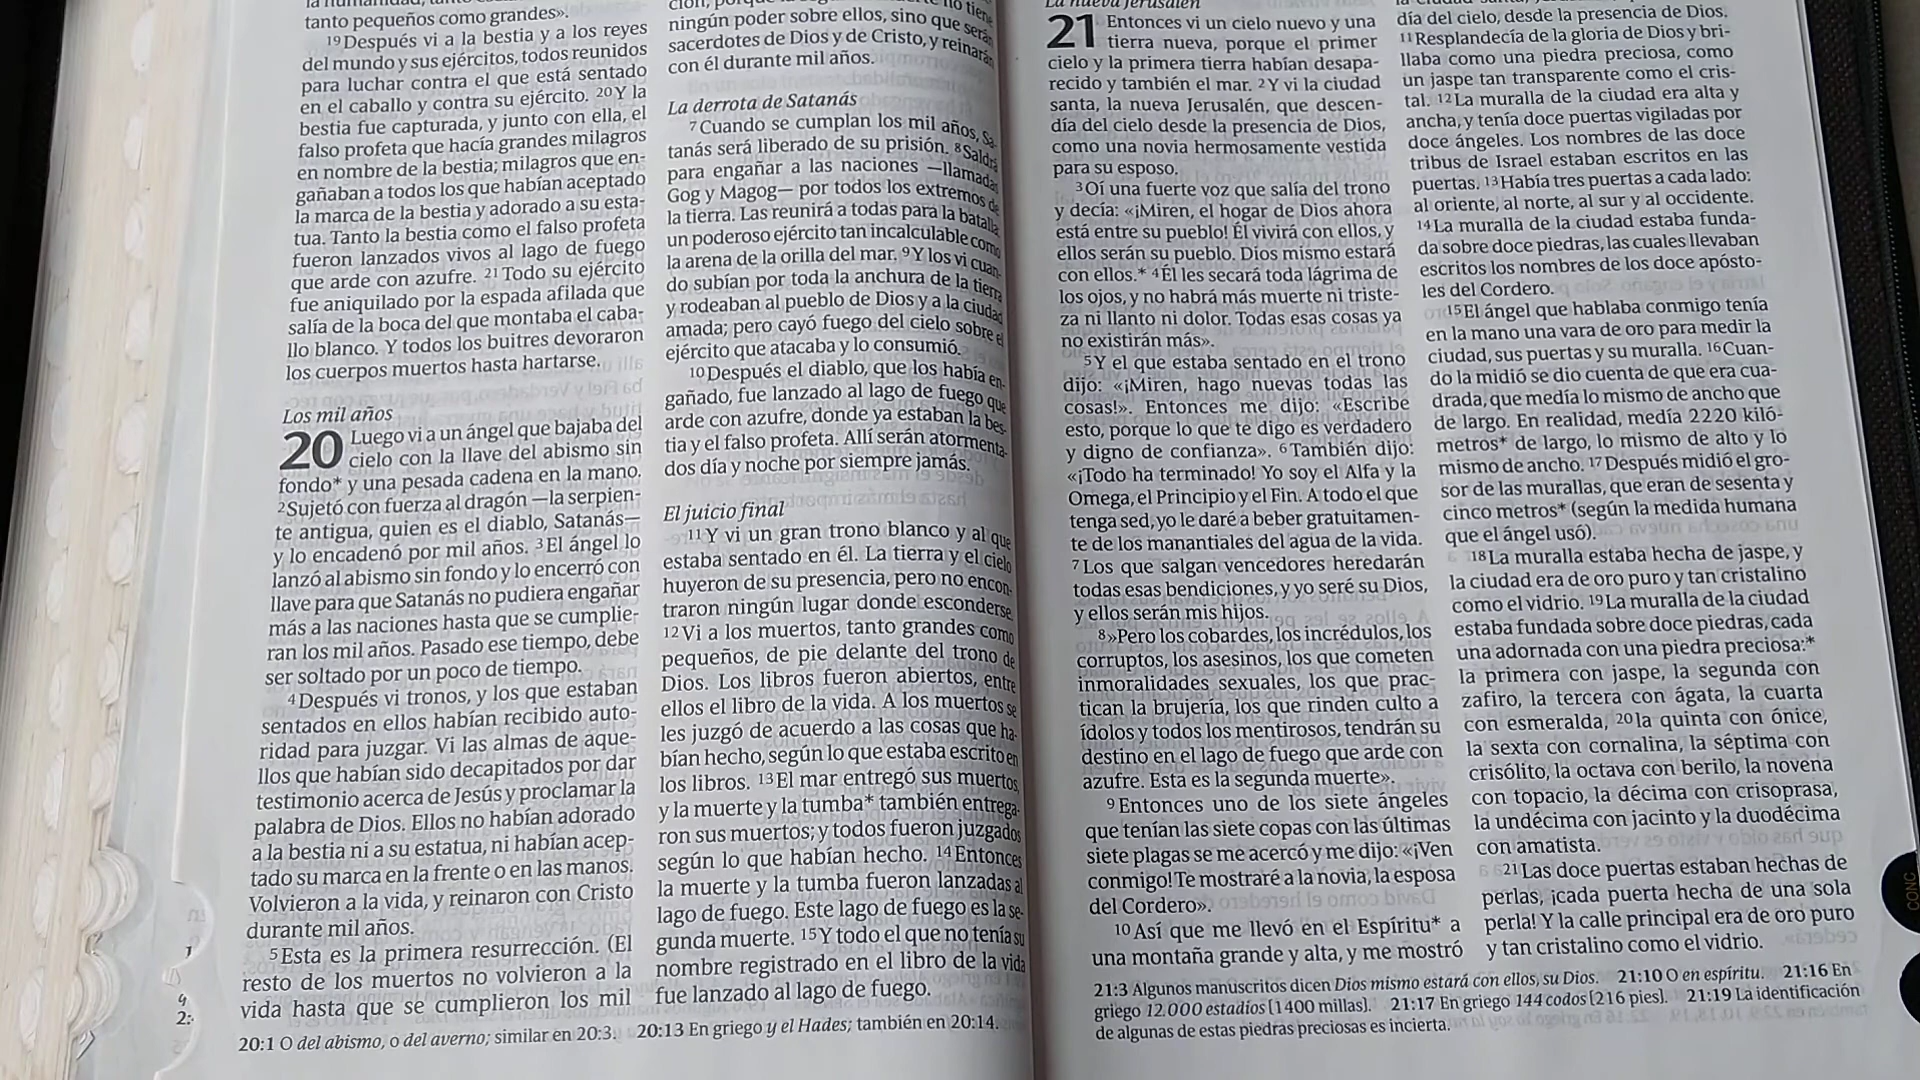 tanto pequeños como grandes».
19Después vi a la bestia y a los reyes
del mundo y sus ejércitos, todos reunidos
para luchar contra el que está sentado
en el caballo y contra su ejército. 20Y la
bestia fue capturada, y junto con ella, el
falso profeta que hacía grandes milagros
en nombre de la bestia; milagros que en-
gañaban a todos los que habían aceptado
la marca de la bestia y adorado a su esta-
tua. Tanto la bestia como el falso profeta
fueron lanzados vivos al lago de fuego
que arde con azufre. 21Todo su ejército
fue aniquilado por la espada afilada que
salía de la boca del que montaba el caba-
llo blanco. Y todos los buitres devoraron
los cuerpos muertos hasta hartarse.
Los mil años
20 Luego vi a un ángel que bajaba del
cielo con la llave del abismo sin
fondo* y una pesada cadena en la mano.
2Sujetó con fuerza al dragón —la serpien-
te antigua, quien es el diablo, Satanás—
y lo encadenó por mil años. 3El ángel lo
lanzó al abismo sin fondo y lo encerró con
llave para que Satanás no pudiera engañar
más a las naciones hasta que se cumplie-
ran los mil años. Pasado ese tiempo, debe
ser soltado por un poco de tiempo.
4Después vi tronos, y los que estaban
sentados en ellos habían recibido auto-
ridad para juzgar. Vi las almas de aque-
llos que habían sido decapitados por dar
testimonio acerca de Jesús y proclamar la
palabra de Dios. Ellos no habían adorado
a la bestia ni a su estatua, ni habían acep-
tado su marca en la frente o en las manos.
Volvieron a la vida, y reinaron con Cristo
durante mil años.
5Esta es la primera resurrección. (El
resto de los muertos no volvieron a la
vida hasta que se cumplieron los mil
ningún poder sobre ellos, sino que serán
sacerdotes de Dios y de Cristo, y reinarán
con él durante mil años.
La derrota de Satanás
7Cuando se cumplan los mil años, Sa-
tanás será liberado de su prisión. 8Saldrá
para engañar a las naciones —llamadas
Gog y Magog— por todos los extremos de
la tierra. Las reunirá a todas para la batalla:
un poderoso ejército tan incalculable como
la arena de la orilla del mar. 9Y los vi cuan-
do subían por toda la anchura de la tierra
y rodeaban al pueblo de Dios y a la ciudad
amada; pero cayó fuego del cielo sobre el
ejército que atacaba y lo consumió.
10Después el diablo, que los había en-
gañado, fue lanzado al lago de fuego que
arde con azufre, donde ya estaban la bes-
tia y el falso profeta. Allí serán atormenta-
dos día y noche por siempre jamás.
El juicio final
11Y vi un gran trono blanco y al que
estaba sentado en él. La tierra y el cielo
huyeron de su presencia, pero no encon-
traron ningún lugar donde esconderse.
12Vi a los muertos, tanto grandes como
pequeños, de pie delante del trono de
Dios. Los libros fueron abiertos, entre
ellos el libro de la vida. A los muertos se
les juzgó de acuerdo a las cosas que ha-
bían hecho, según lo que estaba escrito en
los libros. 13El mar entregó sus muertos,
y la muerte y la tumba* también entrega-
ron sus muertos; y todos fueron juzgados
según lo que habían hecho. 14Entonces
la muerte y la tumba fueron lanzadas al
lago de fuego. Este lago de fuego es la se-
gunda muerte. 15Y todo el que no tenía su
nombre registrado en el libro de la vida
fue lanzado al lago de fuego.
20:1 O del abismo, o del averno; similar en 20:3. 20:13 En griego y el Hades; también en 20:14.
La nueva Jerusalén
21 Entonces vi un cielo nuevo y una
tierra nueva, porque el primer
cielo y la primera tierra habían desapa-
recido y también el mar. 2Y vi la ciudad
santa, la nueva Jerusalén, que descen-
día del cielo desde la presencia de Dios,
como una novia hermosamente vestida
para su esposo.
3Oí una fuerte voz que salía del trono
y decía: «¡Miren, el hogar de Dios ahora
está entre su pueblo! Él vivirá con ellos, y
ellos serán su pueblo. Dios mismo estará
con ellos.* 4Él les secará toda lágrima de
los ojos, y no habrá más muerte ni triste-
za ni llanto ni dolor. Todas esas cosas ya
no existirán más».
5Y el que estaba sentado en el trono
dijo: «¡Miren, hago nuevas todas las
cosas!». Entonces me dijo: «Escribe
esto, porque lo que te digo es verdadero
y digno de confianza». 6También dijo:
«¡Todo ha terminado! Yo soy el Alfa y la
Omega, el Principio y el Fin. A todo el que
tenga sed, yo le daré a beber gratuitamen-
te de los manantiales del agua de la vida.
7Los que salgan vencedores heredarán
todas esas bendiciones, y yo seré su Dios,
y ellos serán mis hijos.
8»Pero los cobardes, los incrédulos, los
corruptos, los asesinos, los que cometen
inmoralidades sexuales, los que prac-
tican la brujería, los que rinden culto a
ídolos y todos los mentirosos, tendrán su
destino en el lago de fuego que arde con
azufre. Esta es la segunda muerte».
9Entonces uno de los siete ángeles
que tenían las siete copas con las últimas
siete plagas se me acercó y me dijo: «¡Ven
conmigo! Te mostraré a la novia, la esposa
del Cordero».
10Así que me llevó en el Espíritu* a
una montaña grande y alta, y me mostró
día del cielo, desde la presencia de Dios.
11Resplandecía de la gloria de Dios y bri-
llaba como una piedra preciosa, como
un jaspe tan transparente como el cris-
tal. 12La muralla de la ciudad era alta y
ancha, y tenía doce puertas vigiladas por
doce ángeles. Los nombres de las doce
tribus de Israel estaban escritos en las
puertas. 13Había tres puertas a cada lado:
al oriente, al norte, al sur y al occidente.
14La muralla de la ciudad estaba funda-
da sobre doce piedras, las cuales llevaban
escritos los nombres de los doce apósto-
les del Cordero.
15El ángel que hablaba conmigo tenía
en la mano una vara de oro para medir la
ciudad, sus puertas y su muralla. 16Cuan-
do la midió se dio cuenta de que era cua-
drada, que medía lo mismo de ancho que
de largo. En realidad, medía 2220 kiló-
metros* de largo, lo mismo de alto y lo
mismo de ancho. 17Después midió el gro-
sor de las murallas, que eran de sesenta y
cinco metros* (según la medida humana
que el ángel usó).
18La muralla estaba hecha de jaspe, y
la ciudad era de oro puro y tan cristalino
como el vidrio. 19La muralla de la ciudad
estaba fundada sobre doce piedras, cada
una adornada con una piedra preciosa:*
la primera con jaspe, la segunda con
zafiro, la tercera con ágata, la cuarta
con esmeralda, 20la quinta con ónice,
la sexta con cornalina, la séptima con
crisólito, la octava con berilo, la novena
con topacio, la décima con crisoprasa,
la undécima con jacinto y la duodécima
con amatista.
21Las doce puertas estaban hechas de
perlas, ¡cada puerta hecha de una sola
perla! Y la calle principal era de oro puro
y tan cristalino como el vidrio.
21:3 Algunos manuscritos dicen Dios mismo estará con ellos, su Dios. 21:10 O en espíritu. 21:16 En
griego 12.000 estadios [1400 millas]. 21:17 En griego 144 codos [216 pies]. 21:19 La identificación
de algunas de estas piedras preciosas es incierta.
CONC